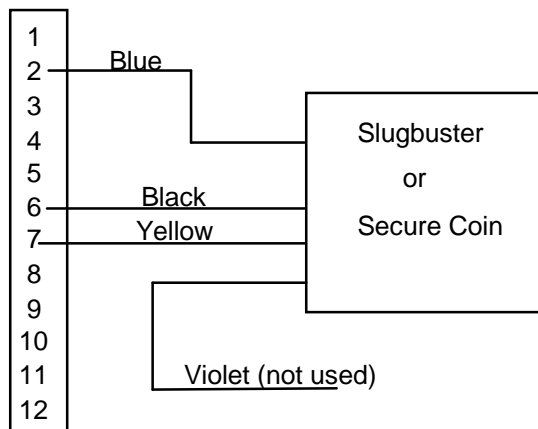 1
2
3
4
5
6
7
8
9
10
11
12
Blue
Black
Yellow
Violet (not used)
Slugbuster
or
Secure Coin